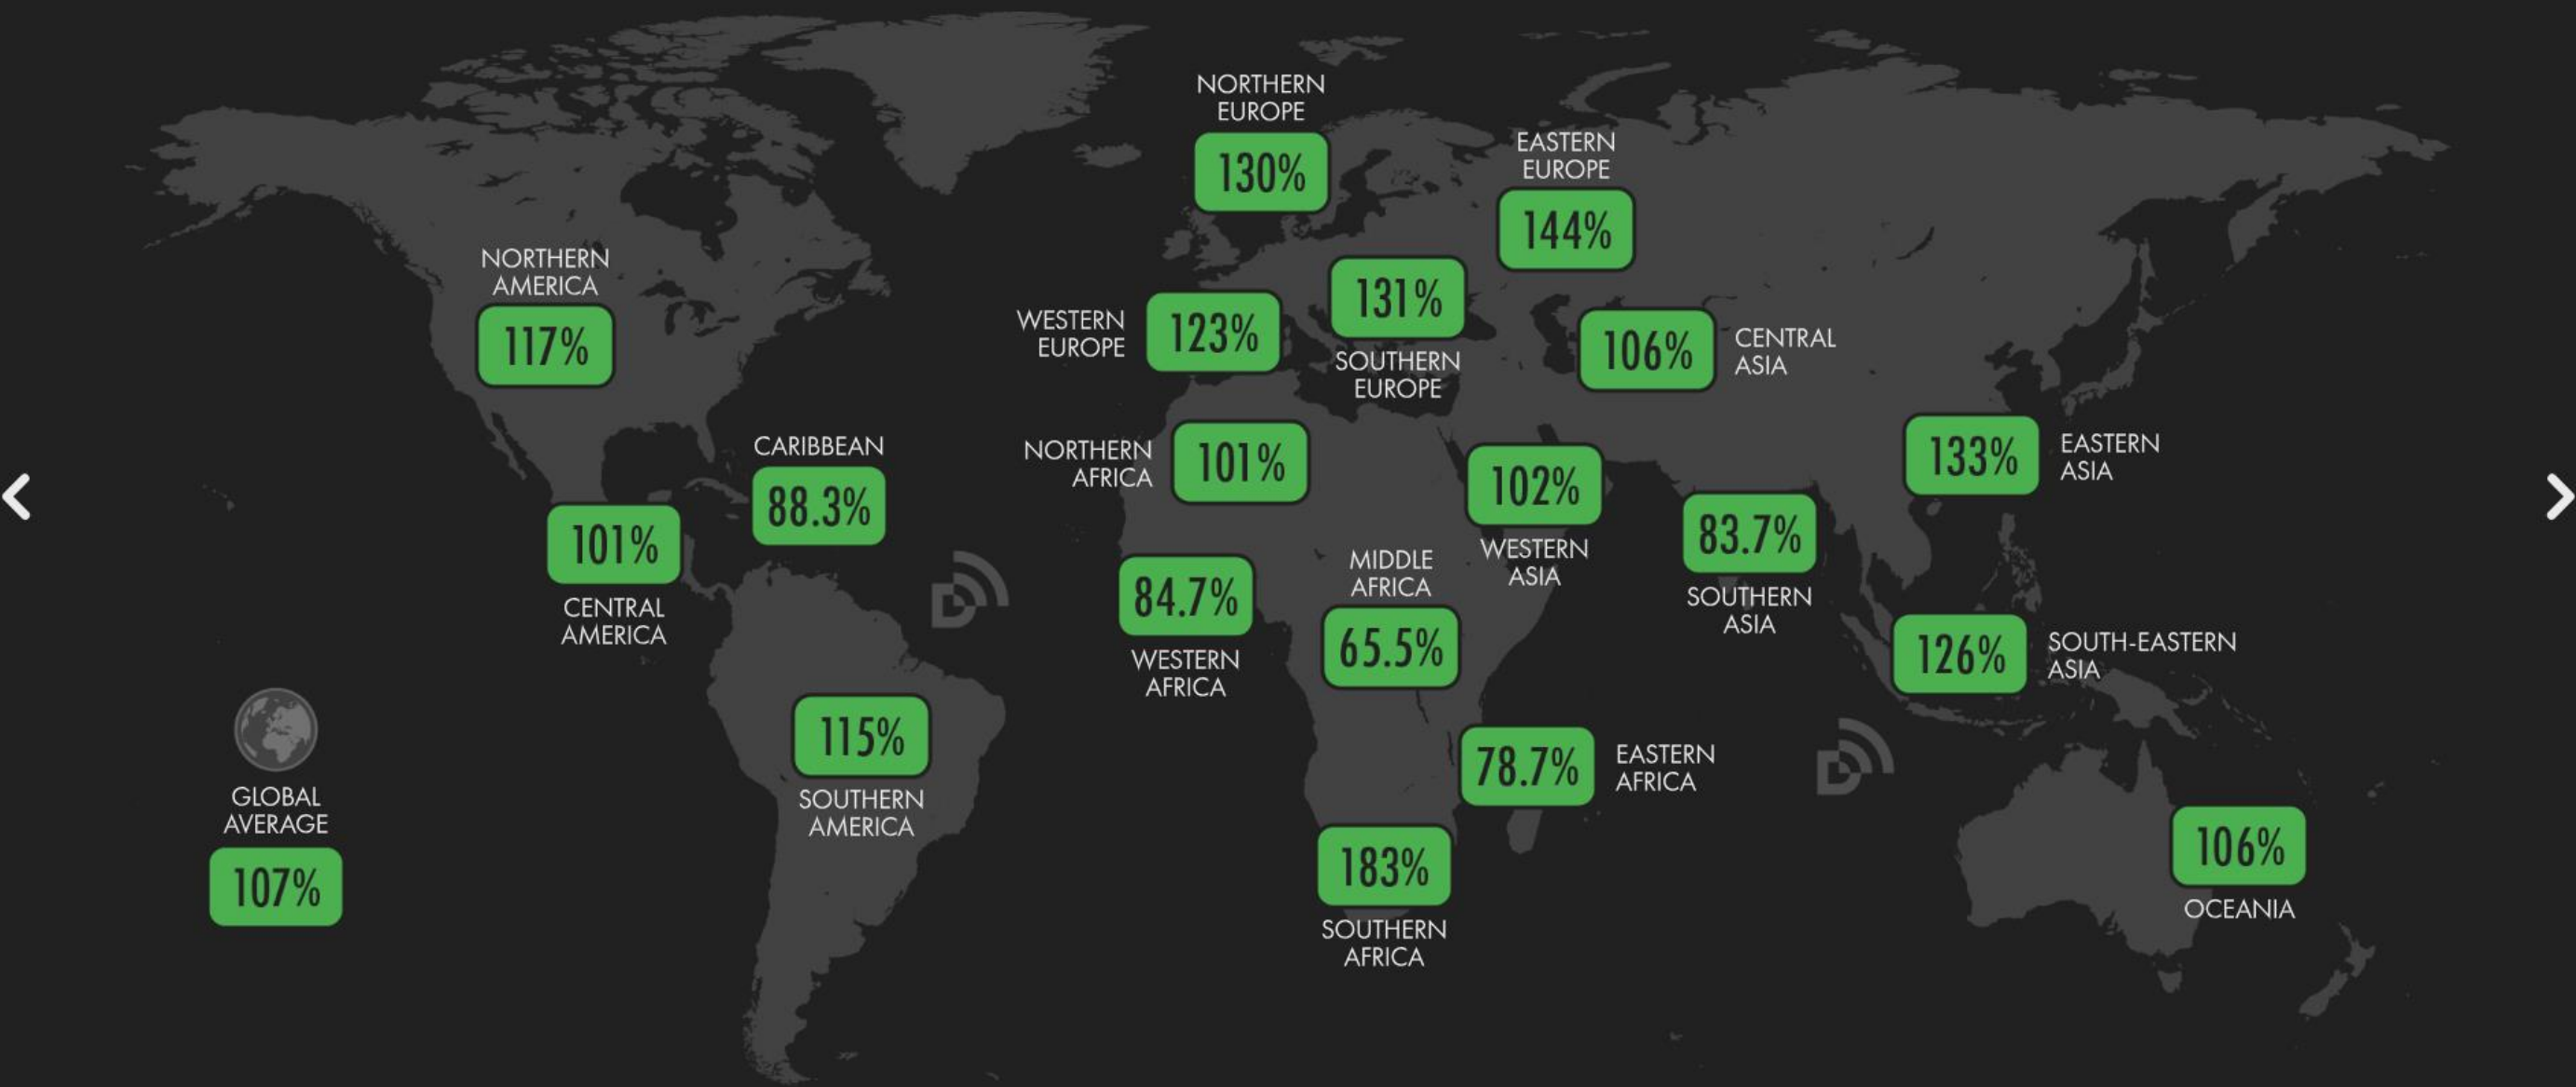 NORTHERN
EUROPE
130%
EASTERN
EUROPE
144%
NORTHERN
AMERICA
117%
WESTERN
EUROPE
123%
131%
SOUTHERN
EUROPE
106%
CENTRAL
ASIA
CARIBBEAN
88.3%
NORTHERN
AFRICA
101%
102%
WESTERN
ASIA
133%
EASTERN
ASIA
101%
CENTRAL
AMERICA
83.7%
SOUTHERN
ASIA
84.7%
WESTERN
AFRICA
MIDDLE
AFRICA
65.5%
126%
SOUTH-EASTERN
ASIA
115%
SOUTHERN
AMERICA
78.7%
EASTERN
AFRICA
GLOBAL
AVERAGE
107%
183%
SOUTHERN
AFRICA
106%
OCEANIA